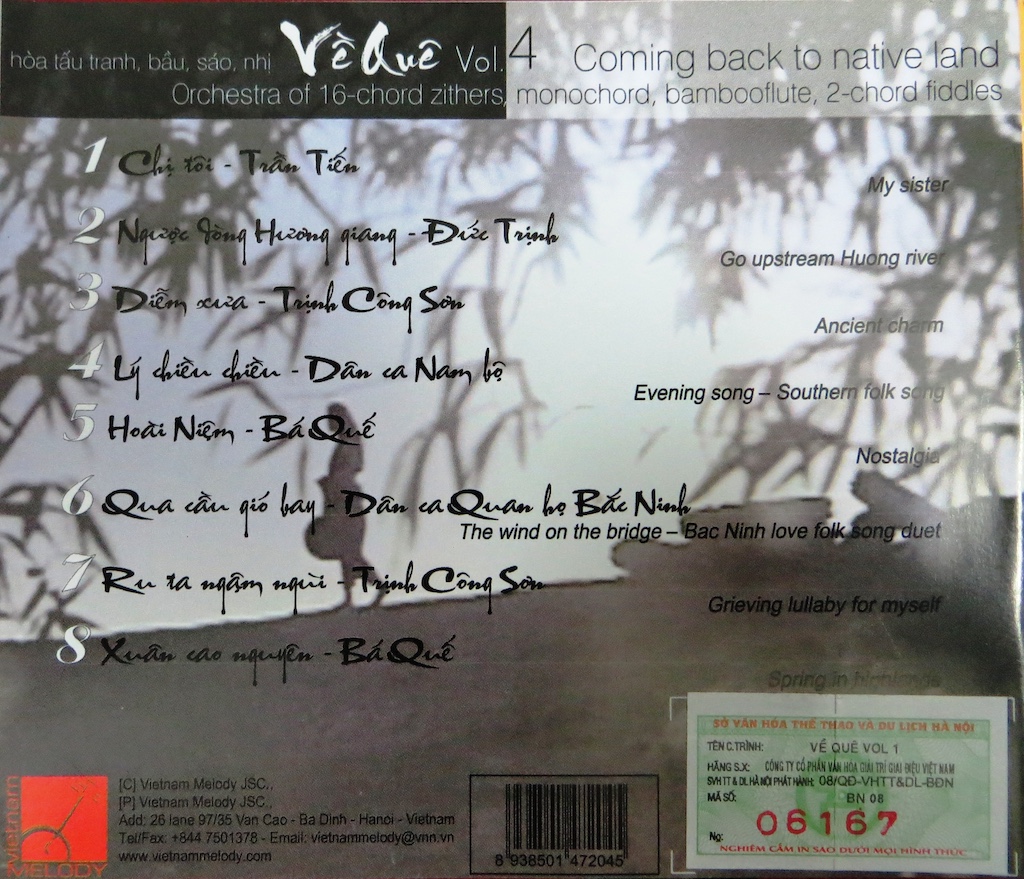 hòa tấu tranh, bầu, sáo, nhị Về Quê Vol. 4 Coming back to native land
Orchestra of 16-chord zithers, monochord, bambooflute, 2-chord fiddles
1 Chị tôi - Trần Tiến
My sister
2 Ngược dòng Hương giang - Đức Trịnh
Go upstream Huong river
3 Diễm xưa - Trịnh Công Sơn
Ancient charm
4 Lý chiều chiều - Dân ca Nam bộ
Evening song – Southern folk song
5 Hoài Niệm - Bá Quế
Nostalgia
6 Qua cầu gió bay - Dân ca Quan họ Bắc Ninh
The wind on the bridge – Bac Ninh love folk song duet
7 Ru ta ngậm ngùi - Trịnh Công Sơn
Grieving lullaby for myself
8 Xuân cao nguyên - Bá Quế
Spring in highlands
Vietnam
MELODY
[C] Vietnam Melody JSC.,
[P] Vietnam Melody JSC.,
Add: 26 lane 97/35 Van Cao - Ba Dinh - Hanoi - Vietnam
Tel/Fax: +844 7501378 - Email: vietnammelody@vnn.vn
www.vietnammelody.com
8 938501 472045
SỞ VĂN HÓA THỂ THAO VÀ DU LỊCH HÀ NỘI
TÊN C.TRÌNH: VỀ QUÊ VOL 1
HÃNG S.X: CÔNG TY CỔ PHẦN VĂN HÓA GIẢI TRÍ GIAI ĐIỆU VIỆT NAM
SVHTT & DL HÀ NỘI PHÁT HÀNH: 08/QĐ-VHTT&DL-BĐN
MÃ SỐ: BN 08
No: 06167
NGHIÊM CẤM IN SAO DƯỚI MỌI HÌNH THỨC